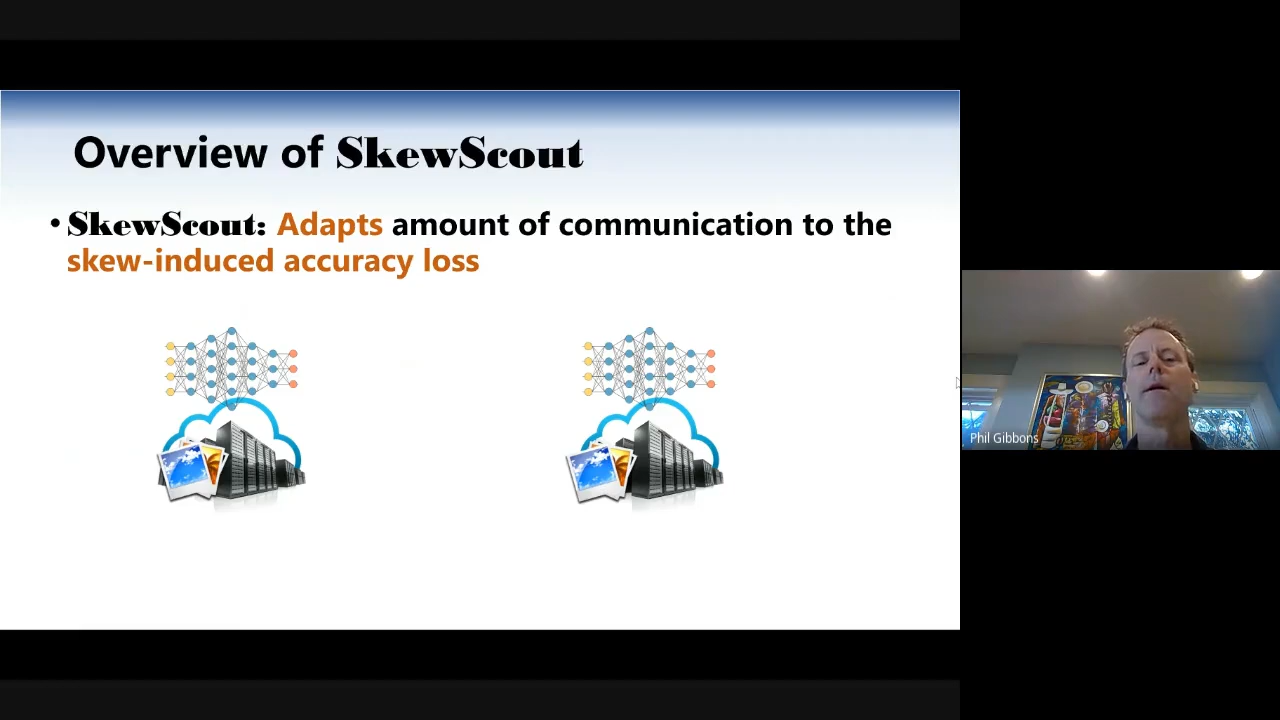 Overview of SkewScout
• SkewScout: Adapts amount of communication to the
skew-induced accuracy loss
Phil Gibbons